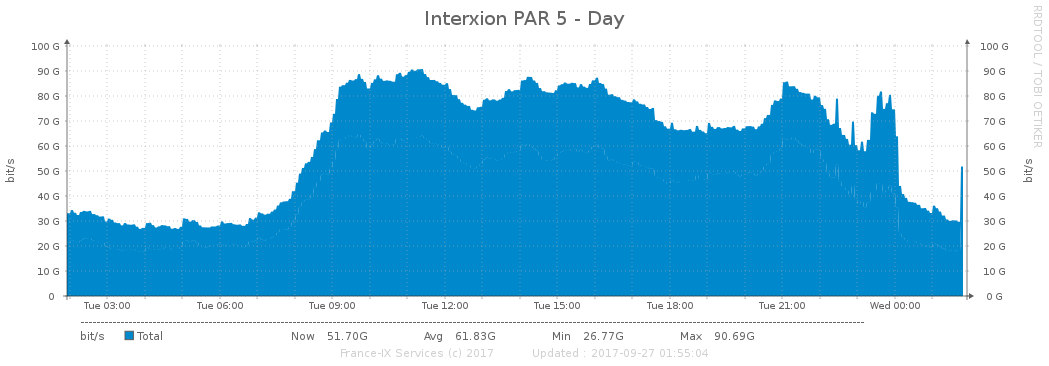 Interxion PAR 5 - Day
RRDTOOL / TOBI OETIKER
100 G 100 G
90 G 90 G
80 G 80 G
70 G 70 G
60 G 60 G
50 G 50 G
40 G 40 G
30 G 30 G
20 G 20 G
10 G 10 G
0 0 G
bit/s bit/s
Tue 03:00 Tue 06:00 Tue 09:00 Tue 12:00 Tue 15:00 Tue 18:00 Tue 21:00 Wed 00:00
bit/s Total Now 51.70G Avg 61.83G Min 26.77G Max 90.69G
France-IX Services (c) 2017 Updated : 2017-09-27 01:55:04